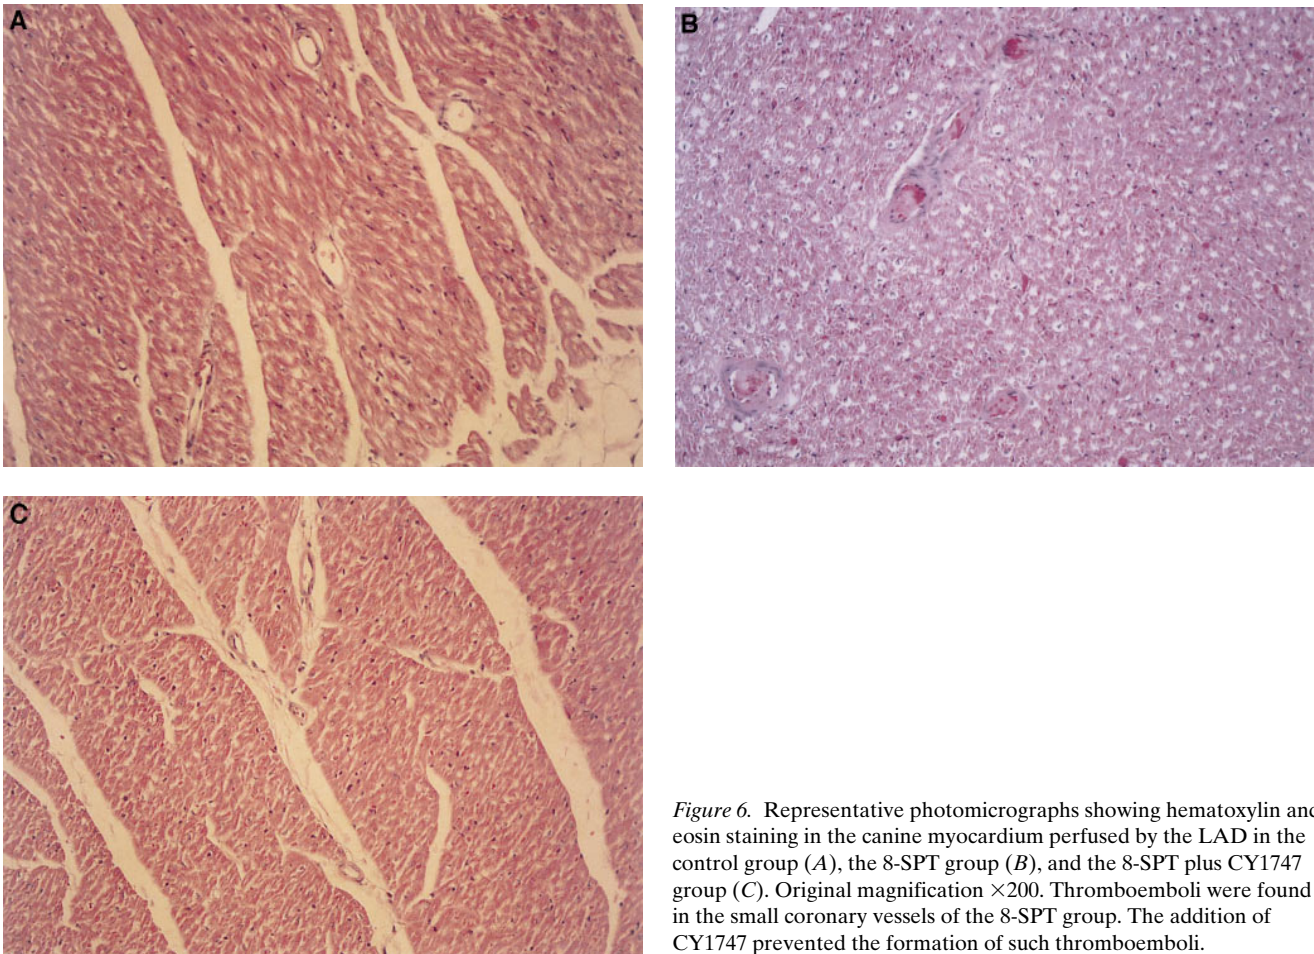 A
B
C
Figure 6. Representative photomicrographs showing hematoxylin and
eosin staining in the canine myocardium perfused by the LAD in the
control group (A), the 8-SPT group (B), and the 8-SPT plus CY1747
group (C). Original magnification ×200. Thromboemboli were found
in the small coronary vessels of the 8-SPT group. The addition of
CY1747 prevented the formation of such thromboemboli.